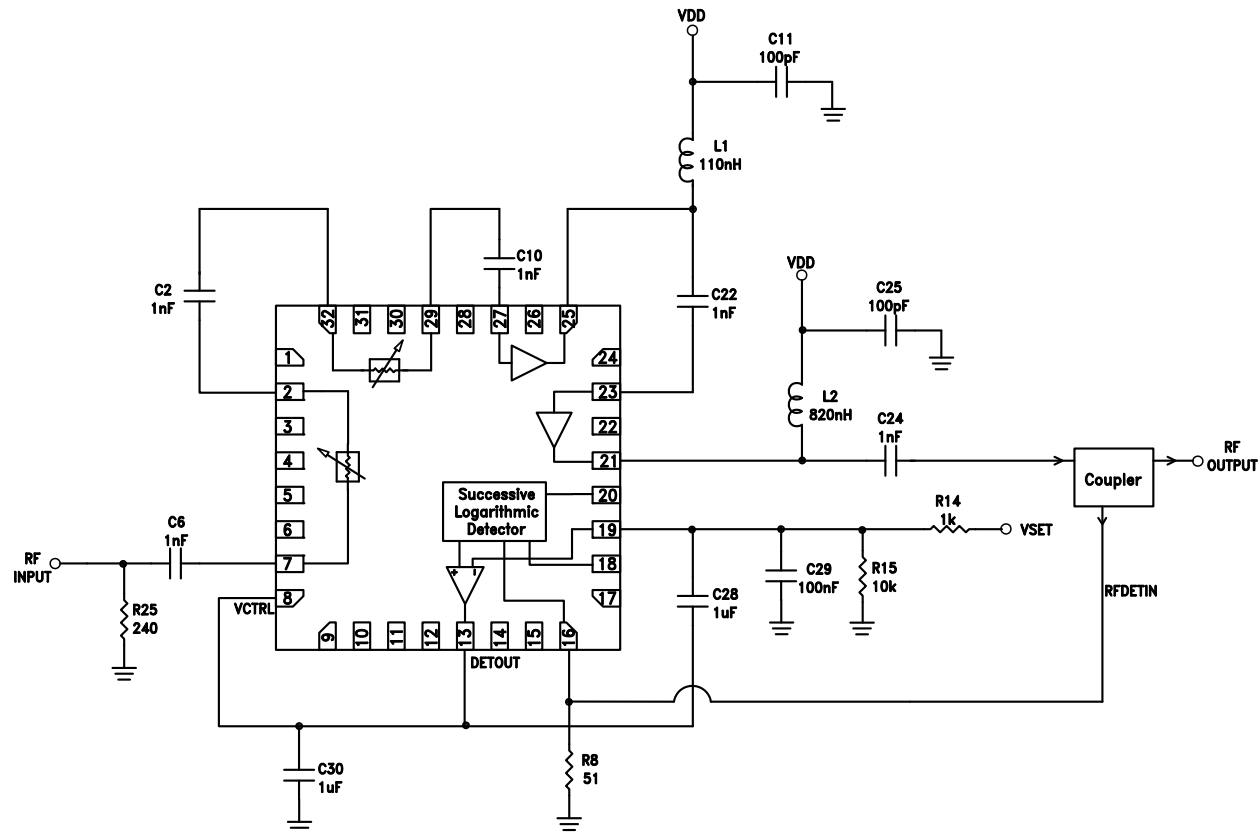 VDD
C11
100pF
L1
110nH
C2
1nF
C10
1nF
C22
1nF
VDD
C25
100pF
L2
820nH
C24
1nF
32
31
30
29
28
27
26
25
1
2
3
4
5
6
7
8
24
23
22
21
20
19
18
17
Successive
Logarithmic
Detector
+
-
9
10
11
12
13
14
15
16
VCTRL
DETOUT
RF
INPUT
C6
1nF
R25
240
Coupler
RF
OUTPUT
R14
1k
VSET
C28
1uF
C29
100nF
R15
10k
RFDETIN
C30
1uF
R8
51